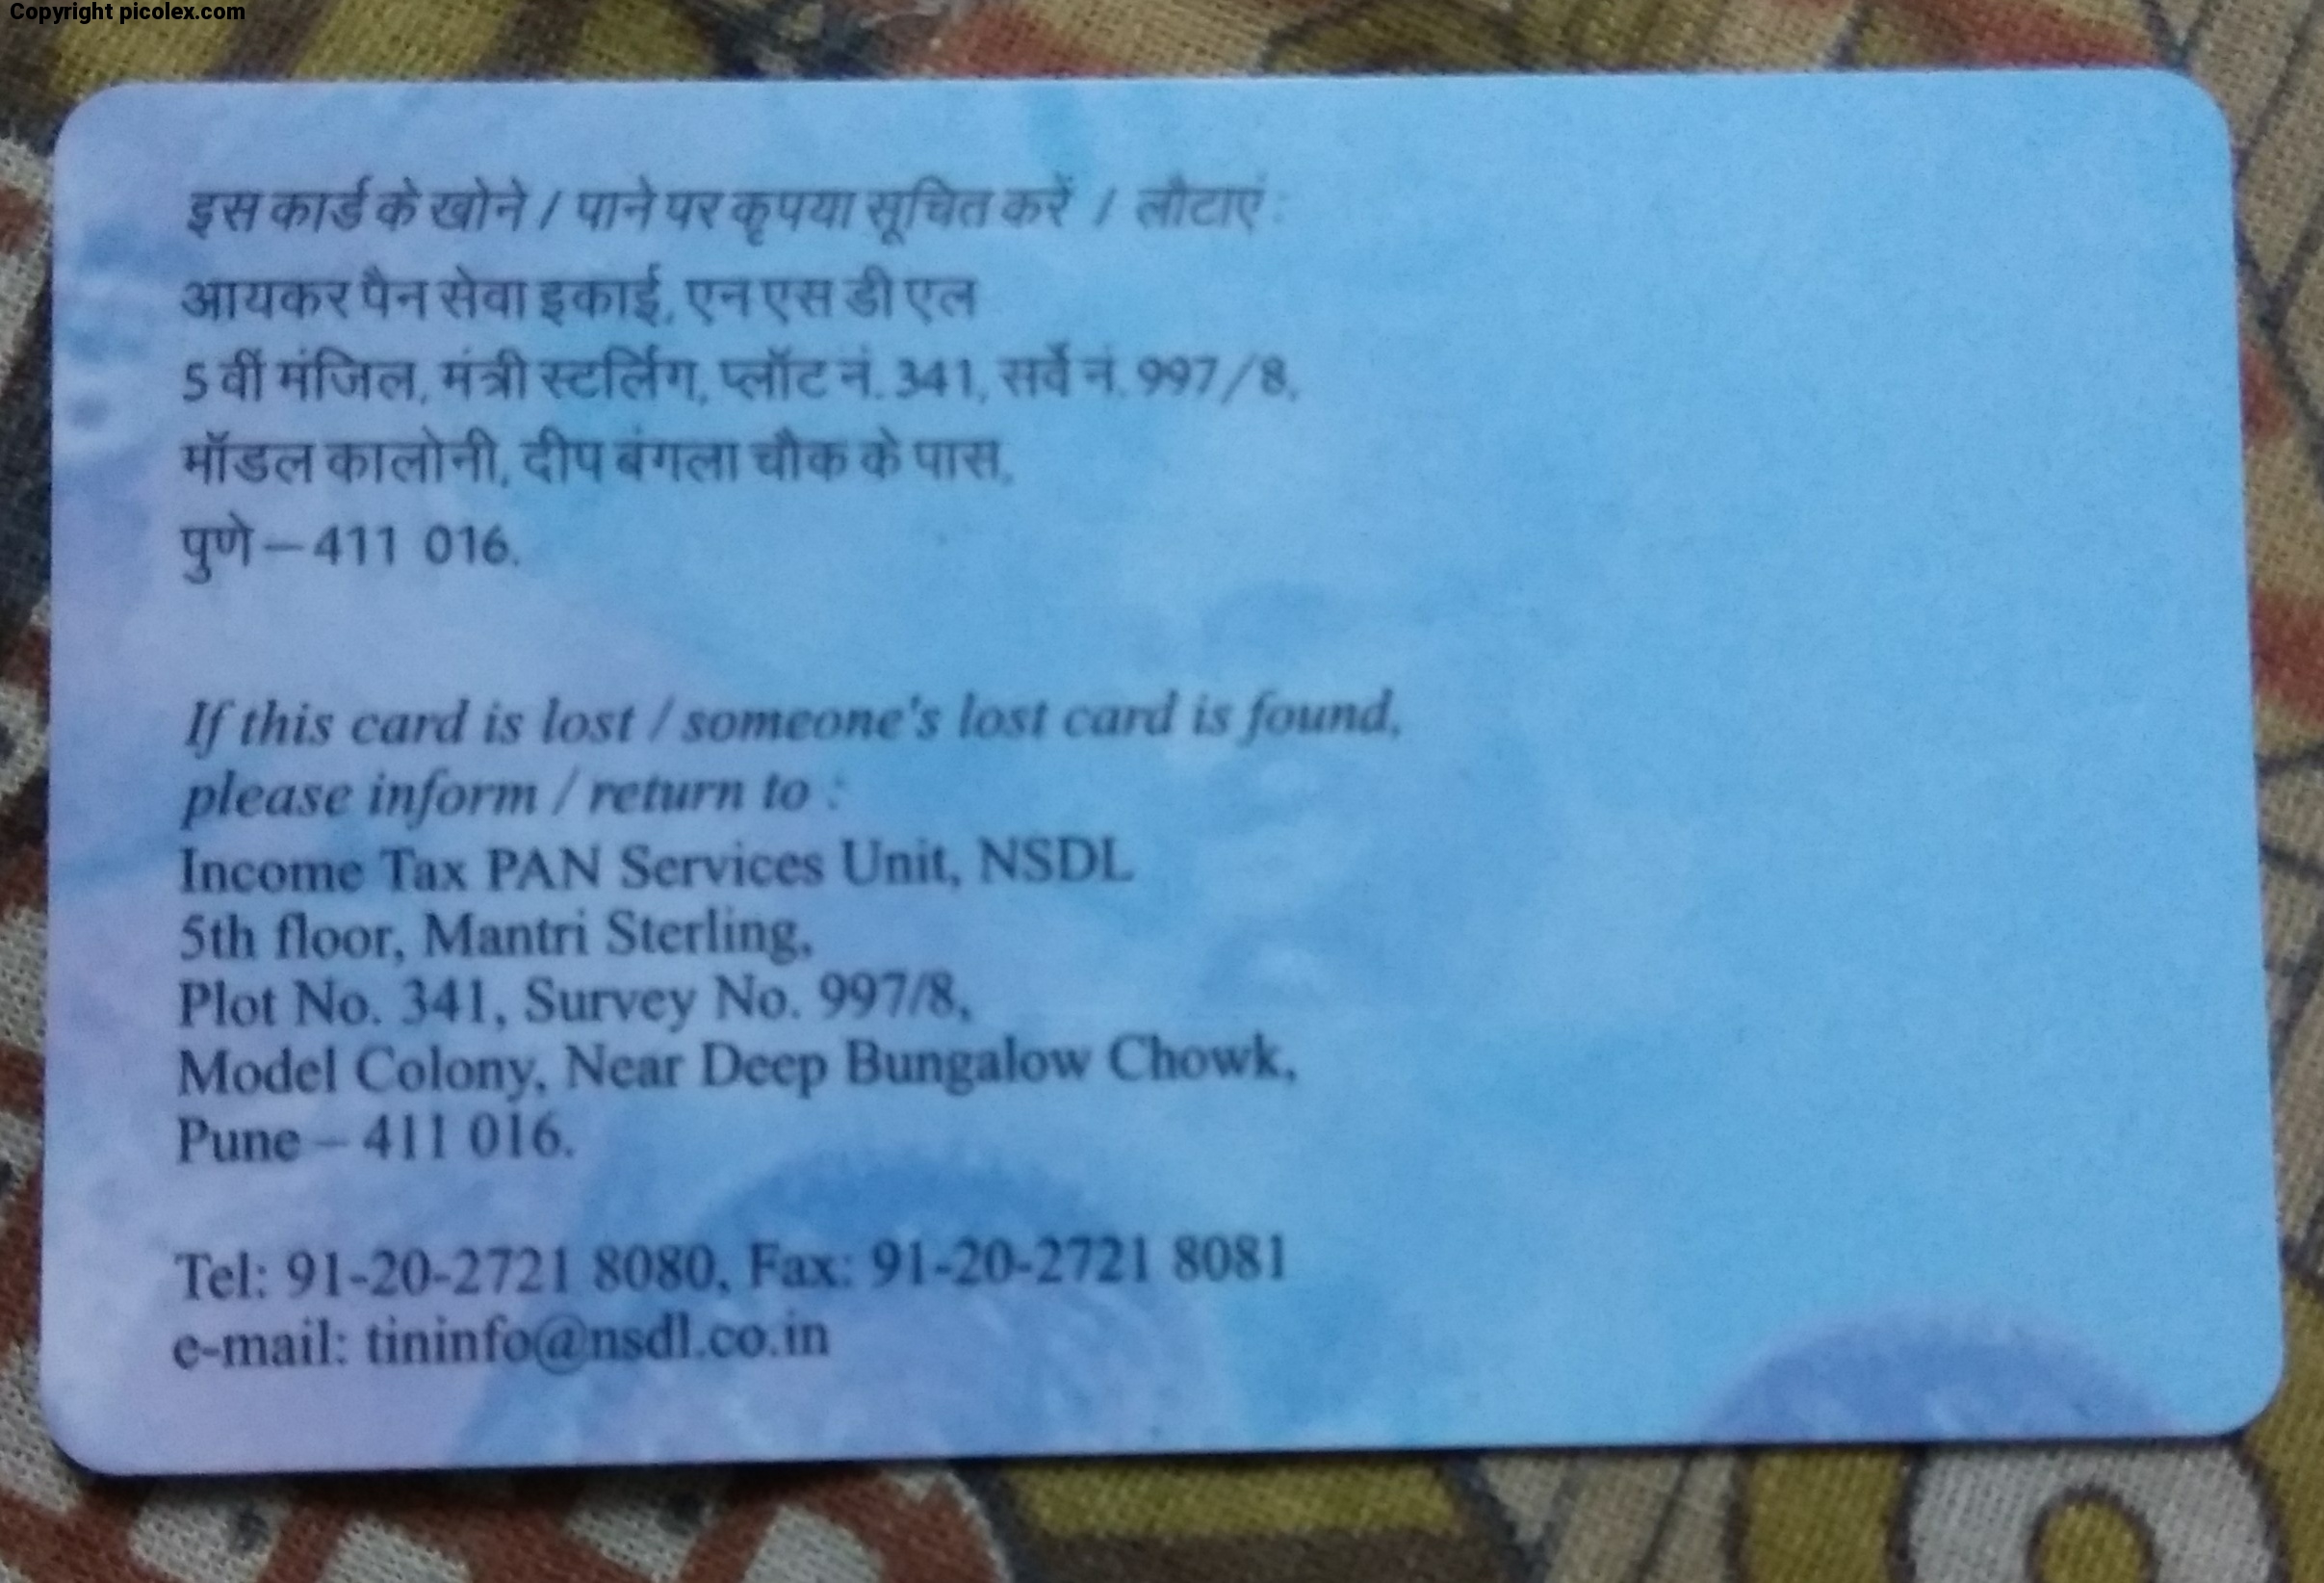 Copyright picolex.com
इस कार्ड के खोने / पाने पर कृपया सूचित करें / लौटाएं :
आयकर पैन सेवा इकाई, एन एस डी एल
5 वीं मंजिल, मंत्री स्टर्लिंग, प्लॉट नं. 341, सर्वे नं. 997/8,
मॉडल कालोनी, दीप बंगला चौक के पास,
पुणे – 411 016.
If this card is lost / someone's lost card is found,
please inform / return to :
Income Tax PAN Services Unit, NSDL
5th floor, Mantri Sterling,
Plot No. 341, Survey No. 997/8,
Model Colony, Near Deep Bungalow Chowk,
Pune – 411 016.
Tel: 91-20-2721 8080, Fax: 91-20-2721 8081
e-mail: tininfo@nsdl.co.in